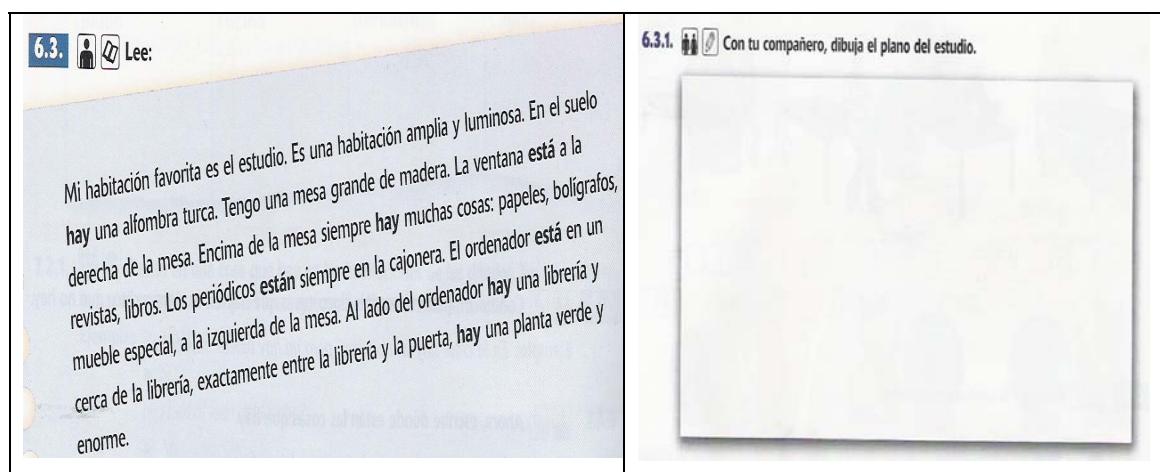 6.3. Lee:
Mi habitación favorita es el estudio. Es una habitación amplia y luminosa. En el suelo
hay una alfombra turca. Tengo una mesa grande de madera. La ventana está a la
derecha de la mesa. Encima de la mesa siempre hay muchas cosas: papeles, bolígrafos,
revistas, libros. Los periódicos están siempre en la cajonera. El ordenador está en un
mueble especial, a la izquierda de la mesa. Al lado del ordenador hay una librería y
cerca de la librería, exactamente entre la librería y la puerta, hay una planta verde y
enorme.
6.3.1. Con tu compañero, dibuja el plano del estudio.